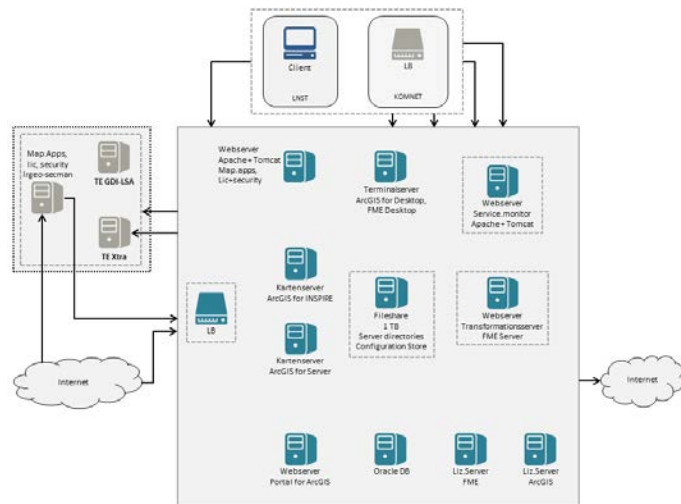 Client
LNST
LB
KOMNET
Map.Apps,
lic, security
Irgeo-secman
TE GDI-LSA
TE Xtra
Webserver
Apache+ Tomcat
Map.apps,
Lic+security
Terminalserver
ArcGIS for Desktop,
FME Desktop
Webserver
Service.monitor
Apache+ Tomcat
Kartenserver
ArcGIS for INSPIRE
LB
Fileshare
1 TB
Server directories
Configuration Store
Webserver
Transformationsserver
FME Server
Kartenserver
ArcGIS for Server
Internet
Internet
Webserver
Portal for ArcGIS
Oracle DB
Liz.Server
FME
Liz.Server
ArcGIS